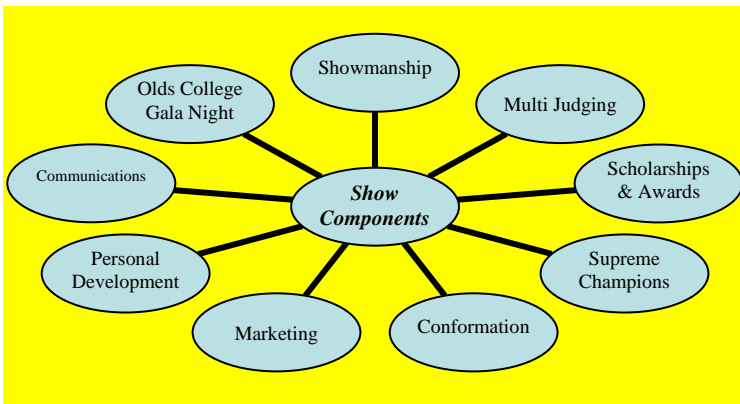 Showmanship
Olds College
Gala Night
Multi Judging
Communications
Scholarships
& Awards
Show
Components
Personal
Development
Supreme
Champions
Marketing
Conformation